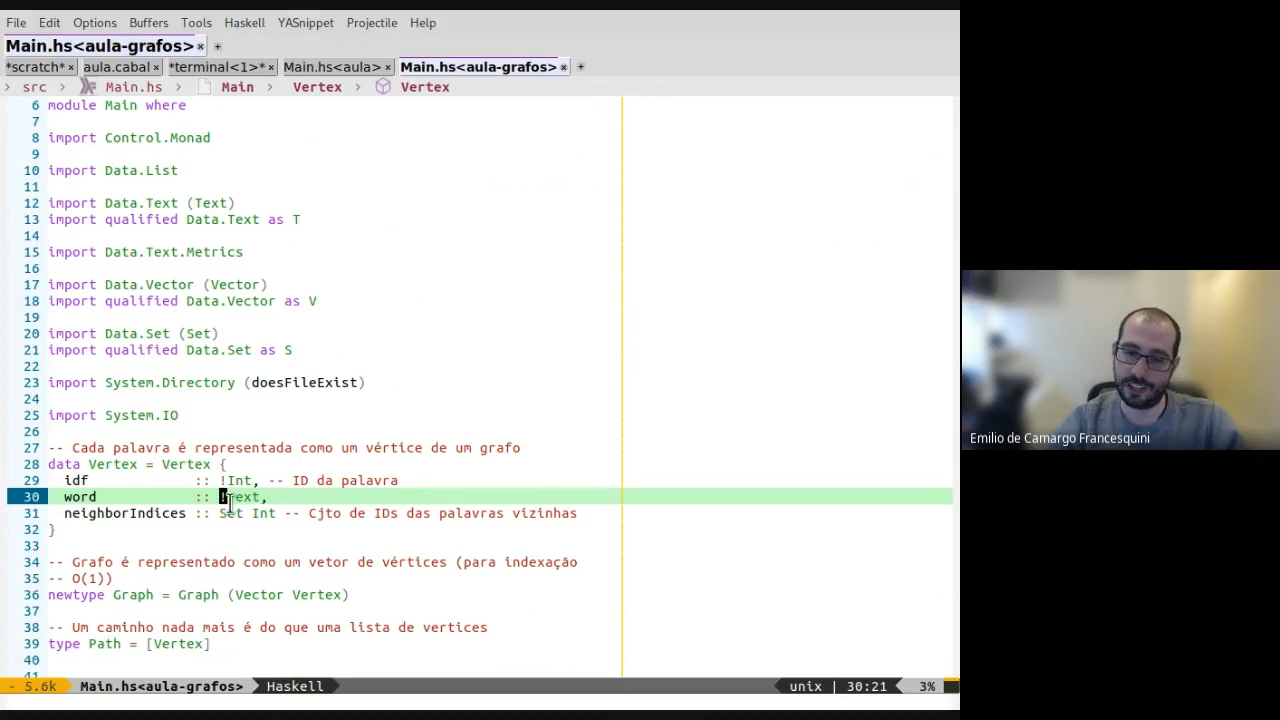 File Edit Options Buffers Tools Haskell YASnippet Projectile Help
Main.hs<aula-grafos> × +
*scratch* × aula.cabal × *terminal<1>* × Main.hs<aula> × Main.hs<aula-grafos> × +
> src > Main.hs > Main > Vertex > Vertex
6 module Main where
7
8 import Control.Monad
9
10 import Data.List
11
12 import Data.Text (Text)
13 import qualified Data.Text as T
14
15 import Data.Text.Metrics
16
17 import Data.Vector (Vector)
18 import qualified Data.Vector as V
19
20 import Data.Set (Set)
21 import qualified Data.Set as S
22
23 import System.Directory (doesFileExist)
24
25 import System.IO
26
27 -- Cada palavra é representada como um vértice de um grafo
28 data Vertex = Vertex {
29 idf :: !Int, -- ID da palavra
30 word :: !Text,
31 neighborIndices :: Set Int -- Cjto de IDs das palavras vizinhas
32 }
33
34 -- Grafo é representado como um vetor de vértices (para indexação
35 -- O(1))
36 newtype Graph = Graph (Vector Vertex)
37
38 -- Um caminho nada mais é do que uma lista de vertices
39 type Path = [Vertex]
40
41
- 5.6k Main.hs<aula-grafos> Haskell unix | 30:21 3%
Emilio de Camargo Francesquini